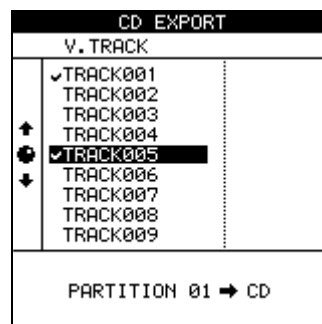 CD EXPORT
V.TRACK
✓TRACK001
TRACK002
TRACK003
TRACK004
✓TRACK005
TRACK006
TRACK007
TRACK008
TRACK009
PARTITION 01 ➡ CD